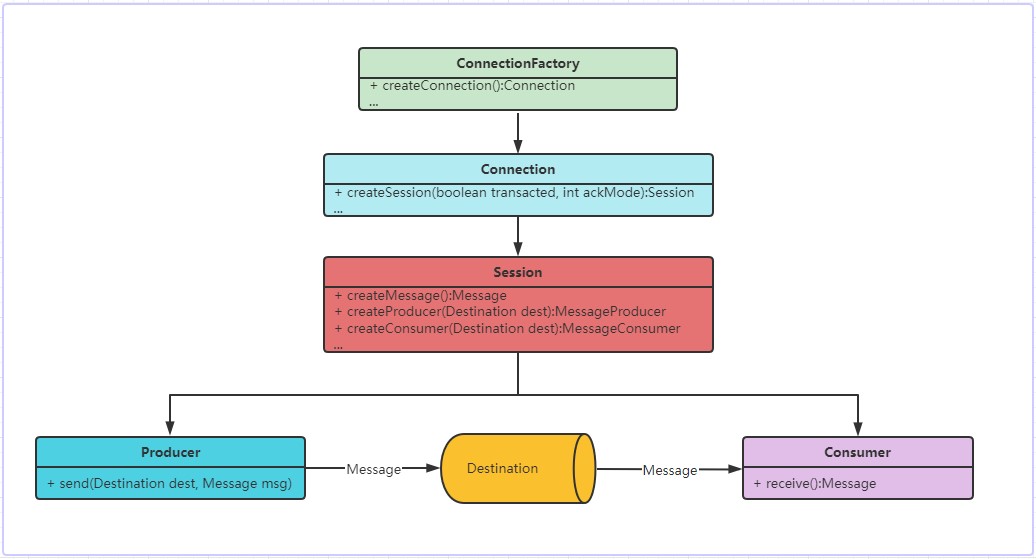 ConnectionFactory
+ createConnection():Connection
...
Connection
+ createSession(boolean transacted, int ackMode):Session
...
Session
+ createMessage():Message
+ createProducer(Destination dest):MessageProducer
+ createConsumer(Destination dest):MessageConsumer
...
Producer
+ send(Destination dest, Message msg)
Message
Destination
Message
Consumer
+ receive():Message